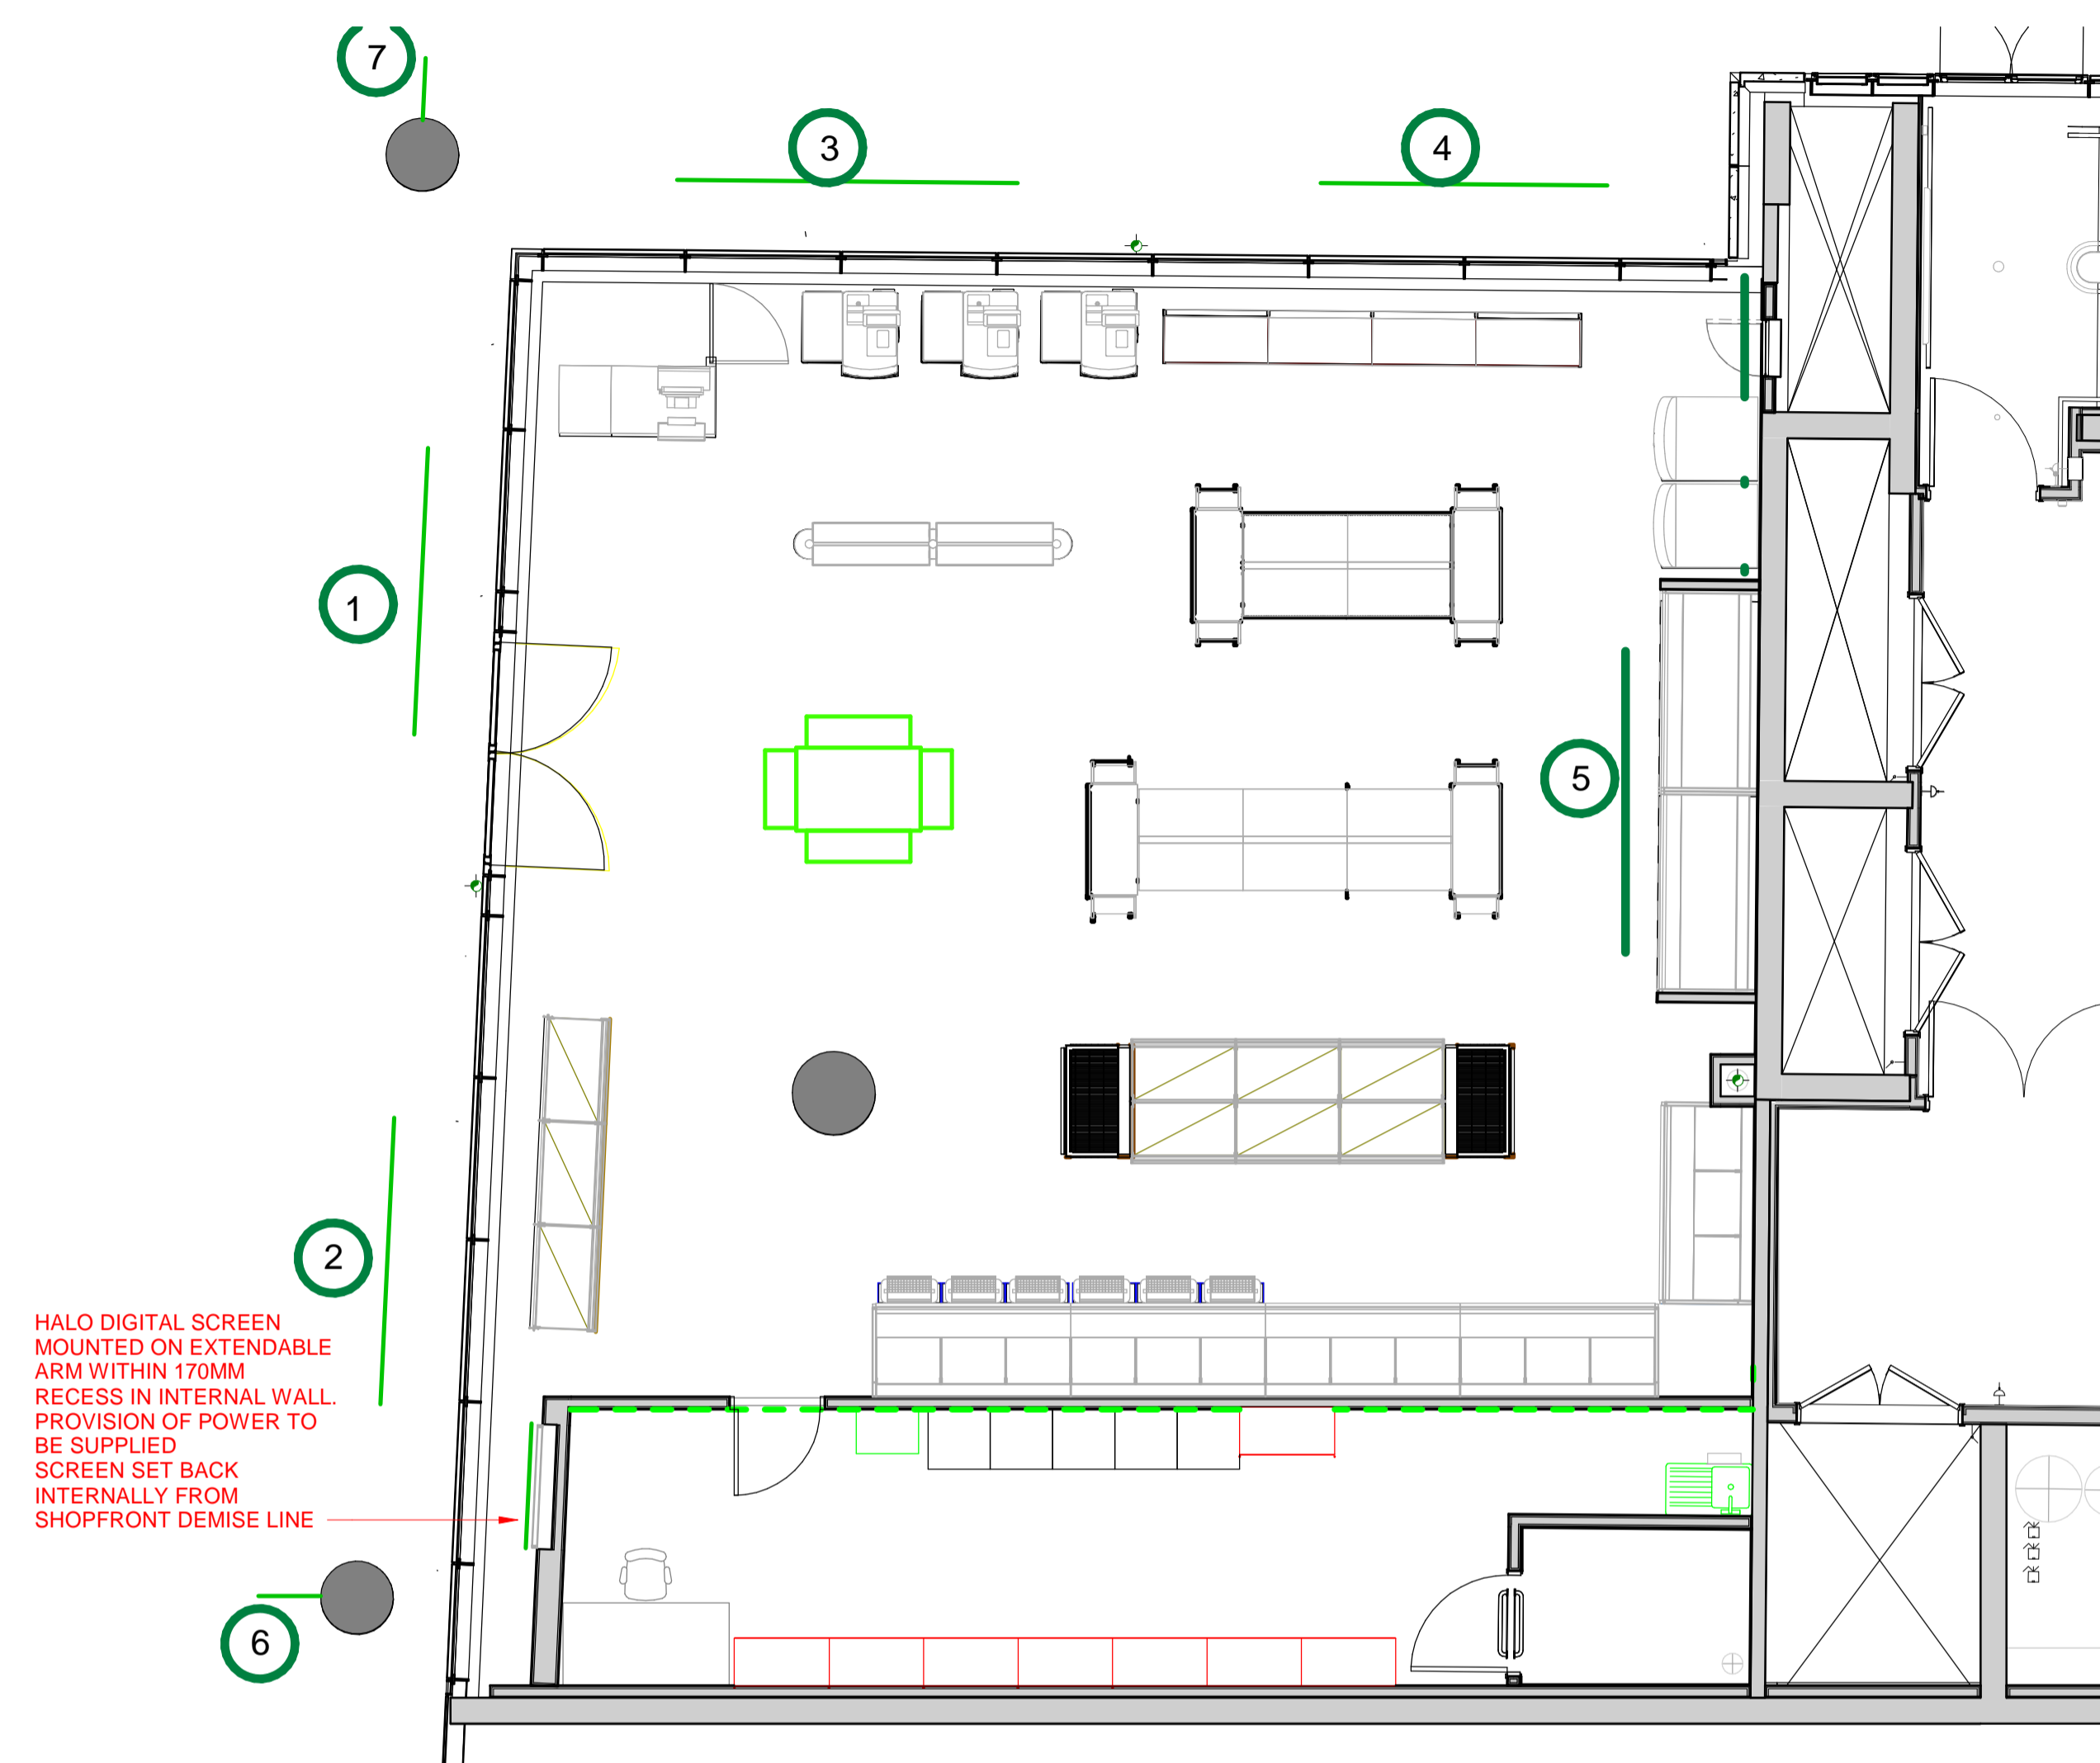 7
3
4
1
5
2
HALO DIGITAL SCREEN
MOUNTED ON EXTENDABLE
ARM WITHIN 170MM
RECESS IN INTERNAL WALL.
PROVISION OF POWER TO
BE SUPPLIED
SCREEN SET BACK
INTERNALLY FROM
SHOPFRONT DEMISE LINE
6